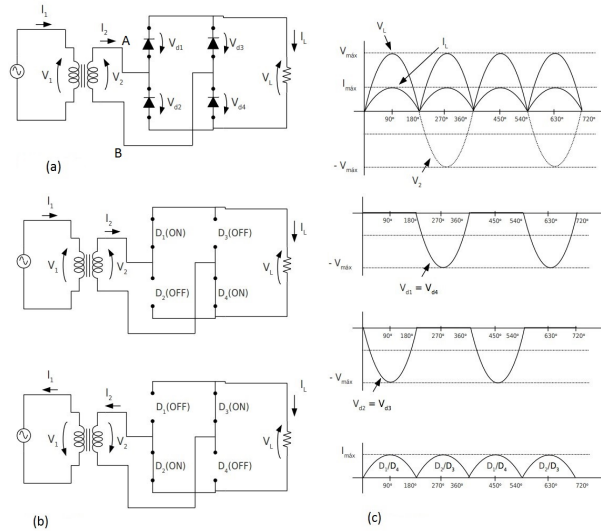 I1
I2
A
Vd1
Vd3
IL
V1
V2
VL
Vd2
Vd4
B
(a)
I1
I2
D1(ON)
D3(OFF)
IL
V1
V2
VL
D2(OFF)
D4(ON)
I1
I2
D1(OFF)
D3(ON)
IL
V1
V2
VL
D2(ON)
D4(OFF)
(b)
VL
IL
Vmáx
Imáx
90º 180º 270º 360º 450º 540º 630º 720º
- Vmáx
V2
90º 180º 270º 360º 450º 540º 630º 720º
- Vmáx
Vd1 = Vd4
90º 180º 270º 360º 450º 540º 630º 720º
- Vmáx
Vd2 = Vd3
Imáx
D1/D4 D2/D3 D1/D4 D2/D3
90º 180º 270º 360º 450º 540º 630º 720º
(c)